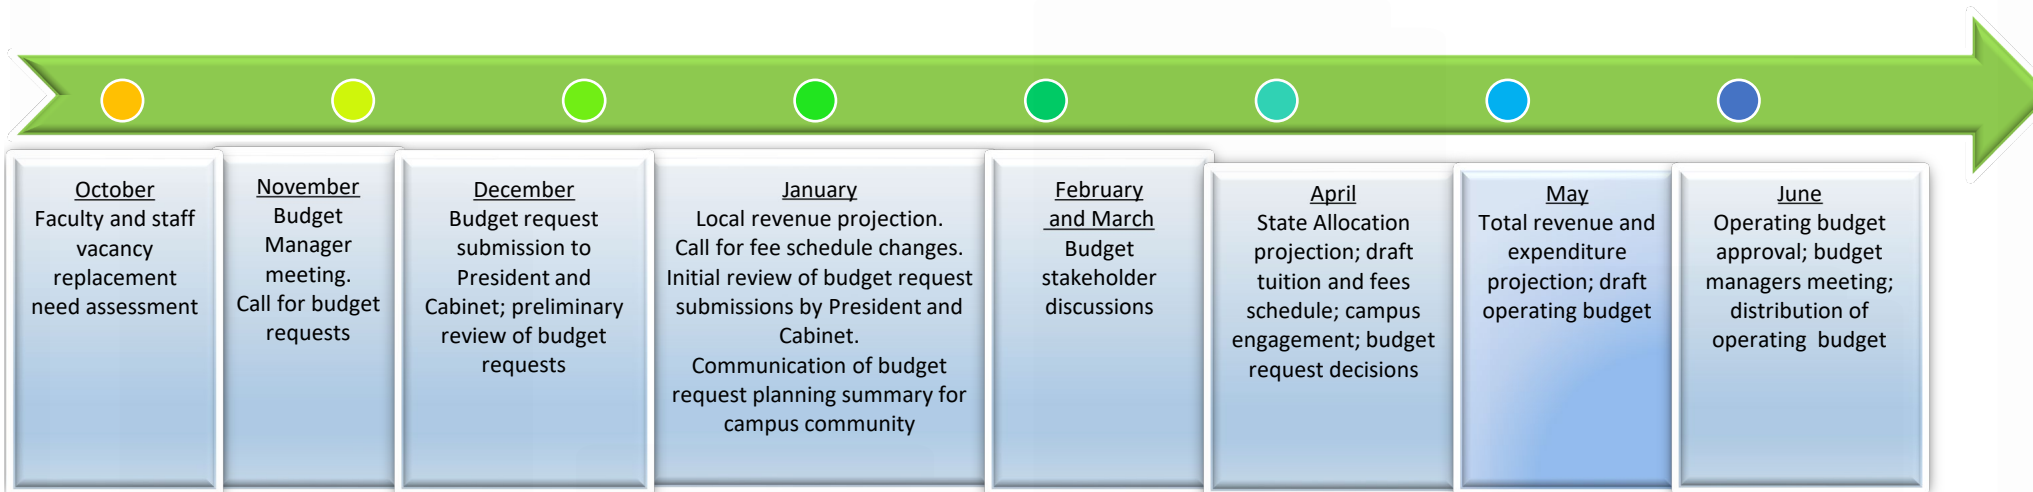 October
Faculty and staff
vacancy
replacement
need assessment
November
Budget
Manager
meeting.
Call for budget
requests
December
Budget request
submission to
President and
Cabinet; preliminary
review of budget
requests
January
Local revenue projection.
Call for fee schedule changes.
Initial review of budget request
submissions by President and
Cabinet.
Communication of budget
request planning summary for
campus community
February
and March
Budget
stakeholder
discussions
April
State Allocation
projection; draft
tuition and fees
schedule; campus
engagement; budget
request decisions
May
Total revenue and
expenditure
projection; draft
operating budget
June
Operating budget
approval; budget
managers meeting;
distribution of
operating budget